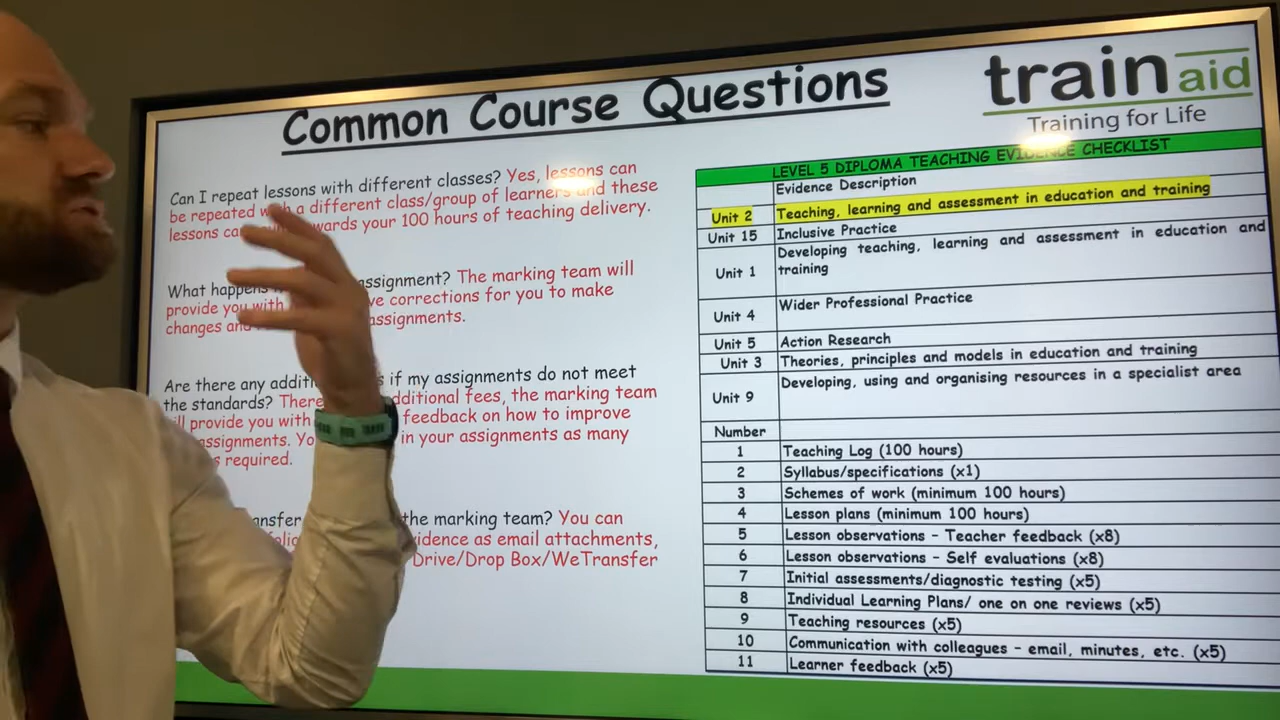 Common Course Questions
train aid
Training for Life
Can I repeat lessons with different classes? Yes, lessons can
be repeated with a different class/group of learners and these
lessons can towards your 100 hours of teaching delivery.
What happens assignment? The marking team will
provide you with ve corrections for you to make
changes and assignments.
Are there any additi s if my assignments do not meet
the standards? There dditional fees, the marking team
ill provide you with feedback on how to improve
assignments. Yo in your assignments as many
s required.
ansfer the marking team? You can
folio vidence as email attachments,
Drive/Drop Box/WeTransfer
LEVEL 5 DIPLOMA TEACHING EVIDENCE CHECKLIST
Evidence Description
Unit 2 Teaching, learning and assessment in education and training
Unit 15 Inclusive Practice
Unit 1 Developing teaching, learning and assessment in education and
training
Unit 4 Wider Professional Practice
Unit 5 Action Research
Unit 3 Theories, principles and models in education and training
Unit 9 Developing, using and organising resources in a specialist area
Number
1 Teaching Log (100 hours)
2 Syllabus/specifications (x1)
3 Schemes of work (minimum 100 hours)
4 Lesson plans (minimum 100 hours)
5 Lesson observations - Teacher feedback (x8)
6 Lesson observations - Self evaluations (x8)
7 Initial assessments/diagnostic testing (x5)
8 Individual Learning Plans/ one on one reviews (x5)
9 Teaching resources (x5)
10 Communication with colleagues - email, minutes, etc. (x5)
11 Learner feedback (x5)